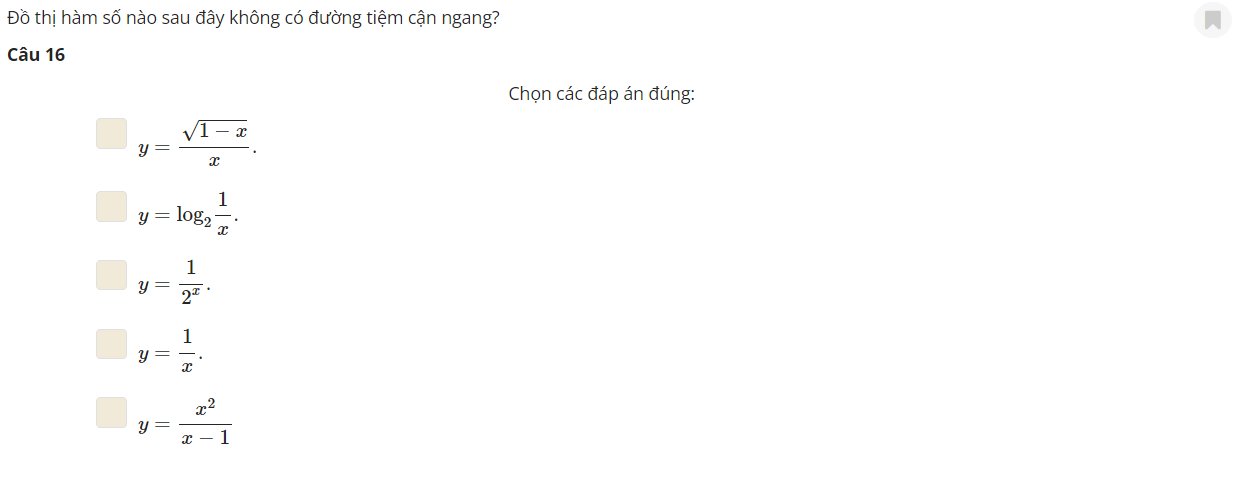 Đồ thị hàm số nào sau đây không có đường tiệm cận ngang?
Câu 16
Chọn các đáp án đúng:
y = \frac{\sqrt{1 - x}}{x}.
y = \log_2 \frac{1}{x}.
y = \frac{1}{2^x}.
y = \frac{1}{x}.
y = \frac{x^2}{x - 1}